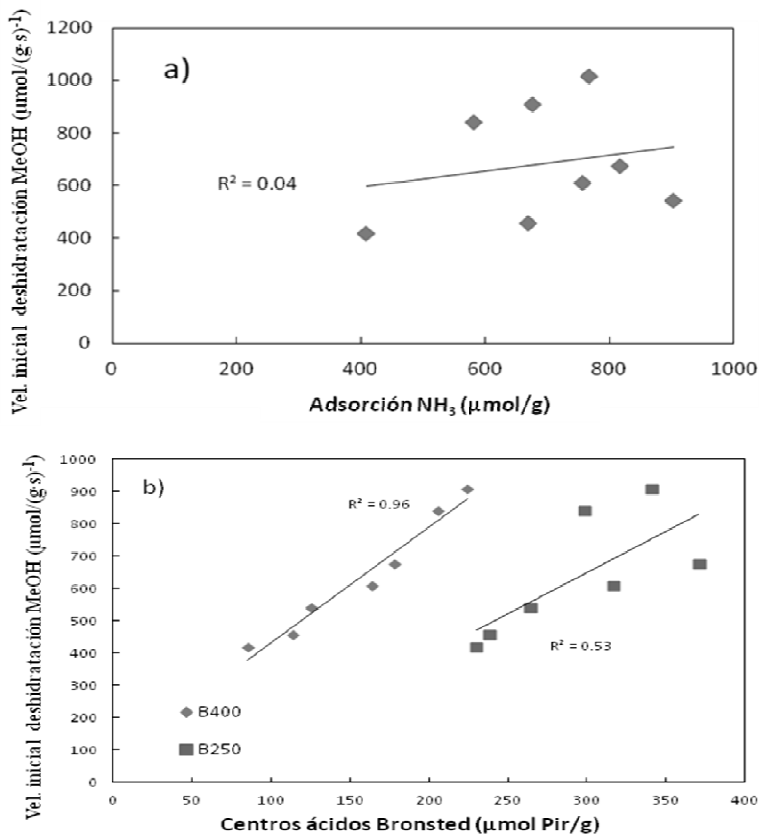 Vel. inicial deshidratación MeOH (μmol/(g·s)⁻¹
1200
1000
800
600
400
200
0
a)
R² = 0.04
0 200 400 600 800 1000
Adsorción NH₃ (μmol/g)
Vel. inicial deshidratación MeOH (μmol/(g·s)⁻¹
1000
900
800
700
600
500
400
300
200
100
0
b)
R² = 0.96
R² = 0.53
B400
B250
0 50 100 150 200 250 300 350 400
Centros ácidos Bronsted (μmol Pir/g)